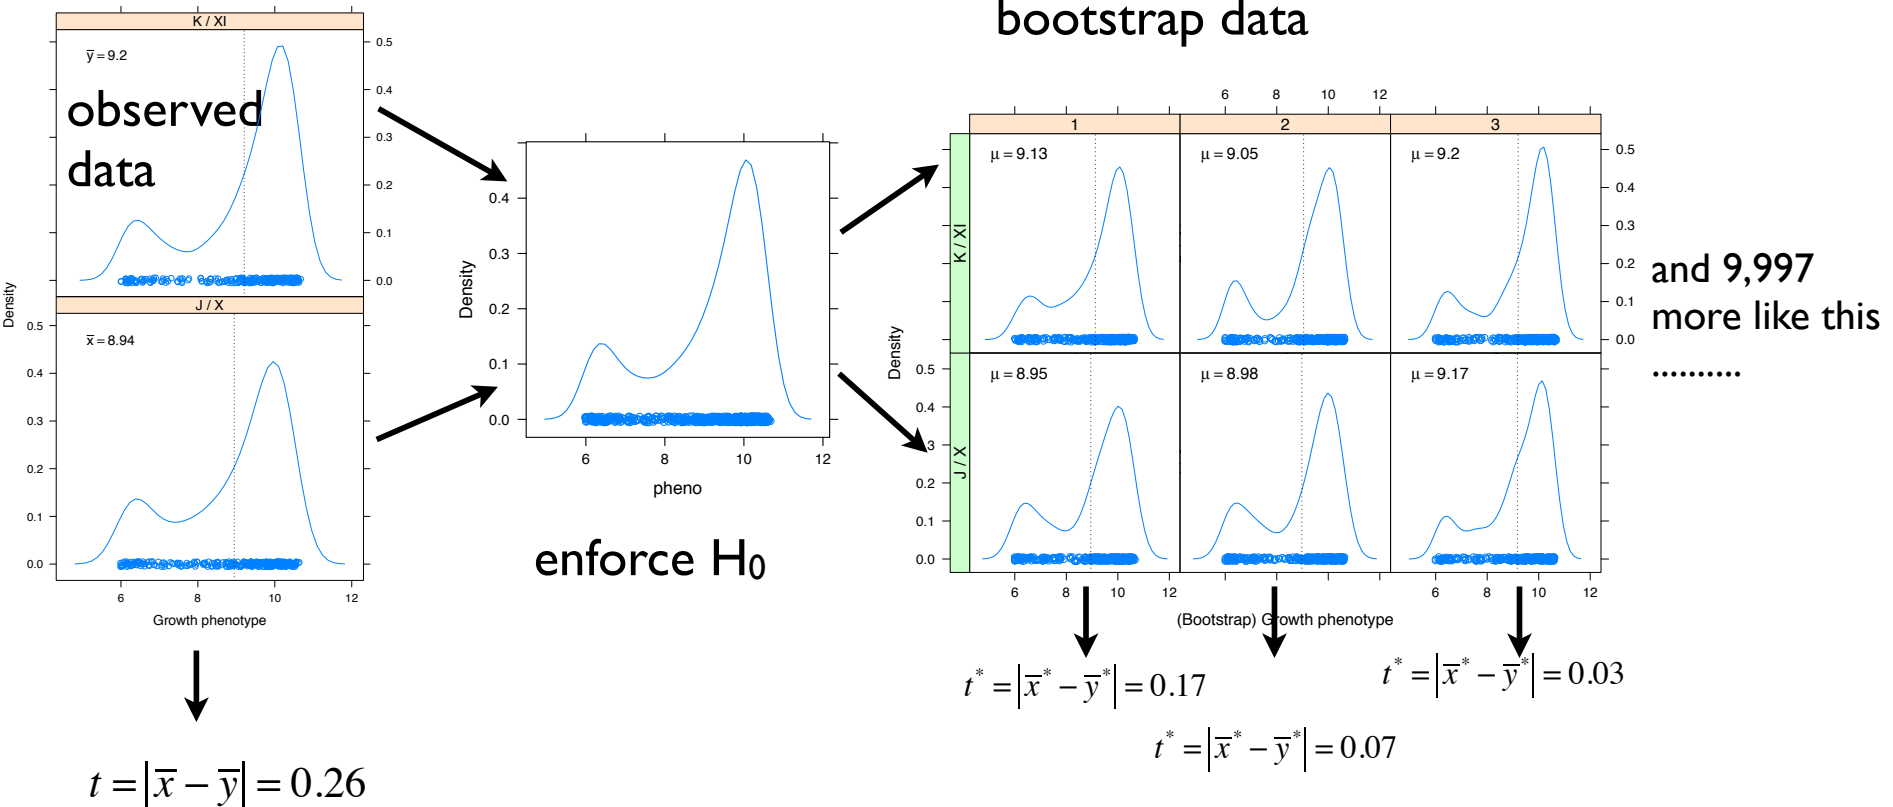 bootstrap data
K / XI
y̅ = 9.2
observed
data
0.5
0.4
0.3
0.2
0.1
0.0
J / X
x̅ = 8.94
0.5
0.4
0.3
0.2
0.1
0.0
Density
6 8 10 12
Growth phenotype
t = |x̅ − y̅| = 0.26
0.4
0.3
0.2
0.1
0.0
Density
6 8 10 12
pheno
enforce H₀
6 8 10 12
1 2 3
K / XI
μ = 9.13 μ = 9.05 μ = 9.2
0.5
0.4
0.3
0.2
0.1
0.0
J / X
μ = 8.95 μ = 8.98 μ = 9.17
0.5
0.4
.3
0.2
0.1
0.0
Density
6 8 10 12 6 8 10 12
(Bootstrap) Growth phenotype
and 9,997
more like this
..........
t* = |x̅* − y̅*| = 0.17
t* = |x̅* − y̅*| = 0.07
t* = |x̅* − y̅*| = 0.03